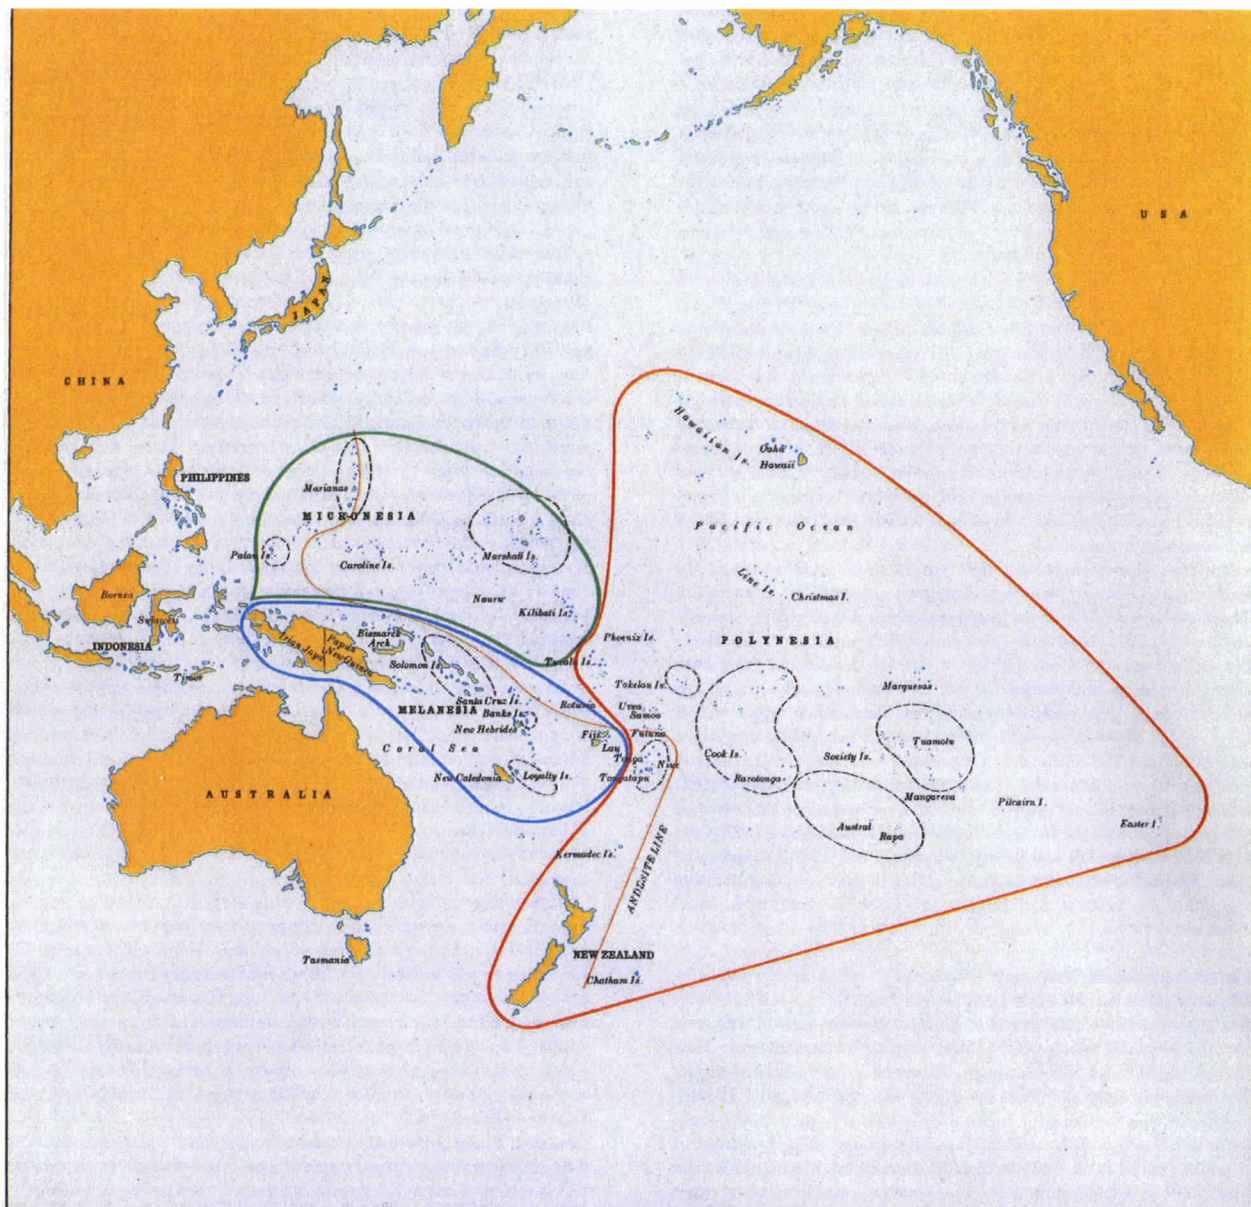 U S A
JAPAN
CHINA
Hawaiian Is.
Oahu
Hawaii
PHILIPPINES
Marianas
MICRONESIA
Pacific Ocean
Palau Is.
Marshall Is.
Caroline Is.
Line Is.
Christmas I.
Borneo
Nauru
Kilibati Is.
Sulawesi
Bismarck
Arch.
Phoenix Is.
POLYNESIA
INDONESIA
Irian Jaya
Papua
New Guinea
Solomon Is.
Tuvalu Is.
Timor
Tokelau Is.
Marquesas
Santa Cruz Is.
MELANESIA
Banks Is.
Rotuma
Uvea
Samoa
New Hebrides
Fiji
Futuna
Tuamotu
Coral Sea
Lau
Tonga
Niue
Cook Is.
Society Is.
New Caledonia
Loyalty Is.
Tongatapu
Rarotonga
AUSTRALIA
Mangareva
Pilcairn I.
Austral
Rapa
Easter I.
Kermadec Is.
ANDESITE LINE
Tasmania
NEW ZEALAND
Chatham Is.